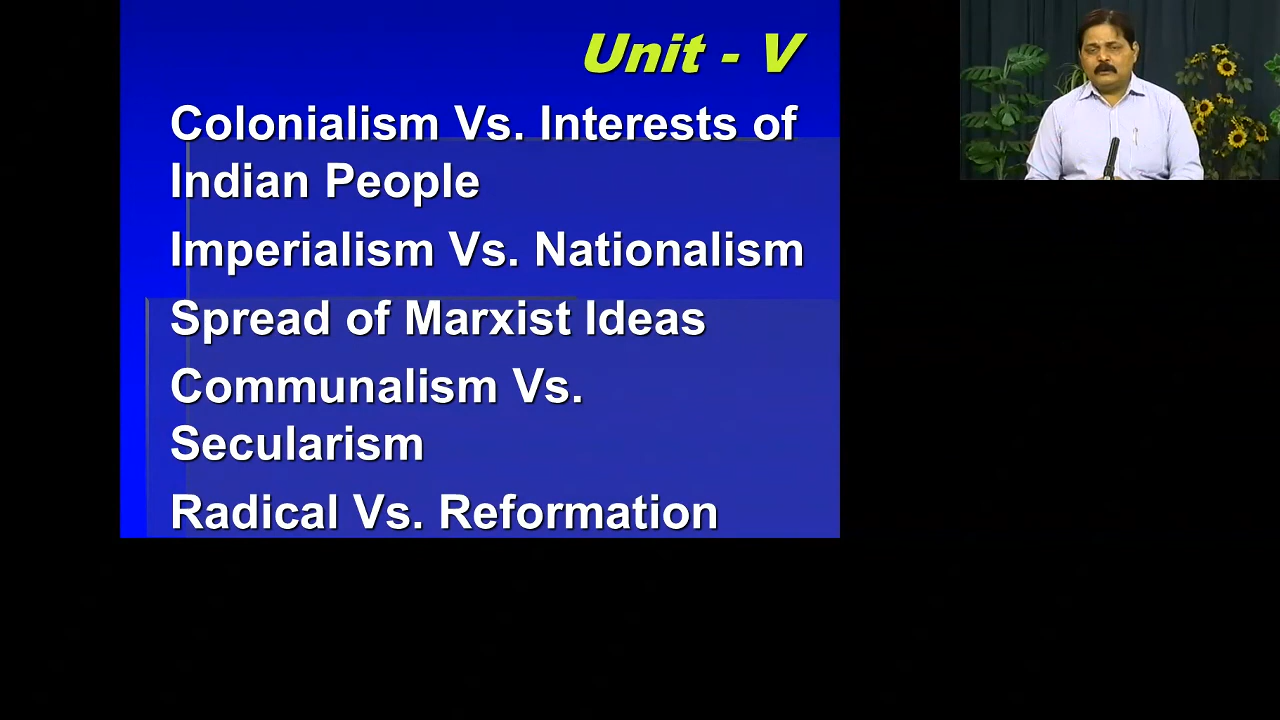 Unit - V
Colonialism Vs. Interests of
Indian People
Imperialism Vs. Nationalism
Spread of Marxist Ideas
Communalism Vs.
Secularism
Radical Vs. Reformation